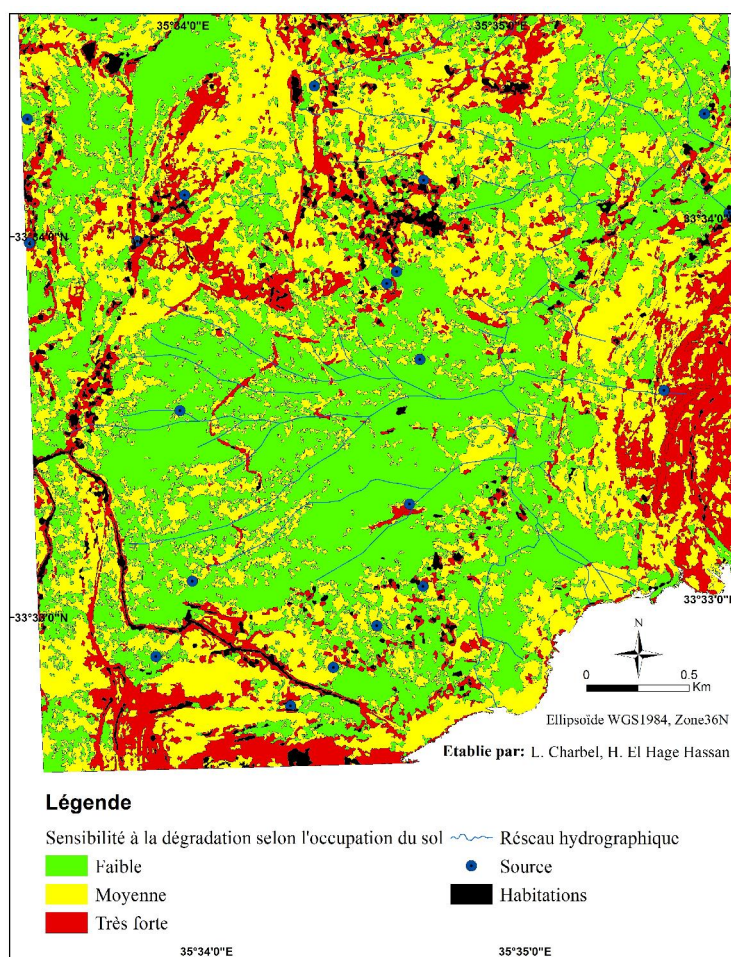 35°34'0"E 35°35'0"E
33°34'0"N 33°34'0"N
33°33'0"N 33°33'0"N
N
0 0.5
Km
Ellipsoïde WGS1984, Zone36N
Etablie par: L. Charbel, H. El Hage Hassan
Légende
Sensibilité à la dégradation selon l'occupation du sol Réseau hydrographique
Faible Source
Moyenne Habitations
Très forte
35°34'0"E 35°35'0"E